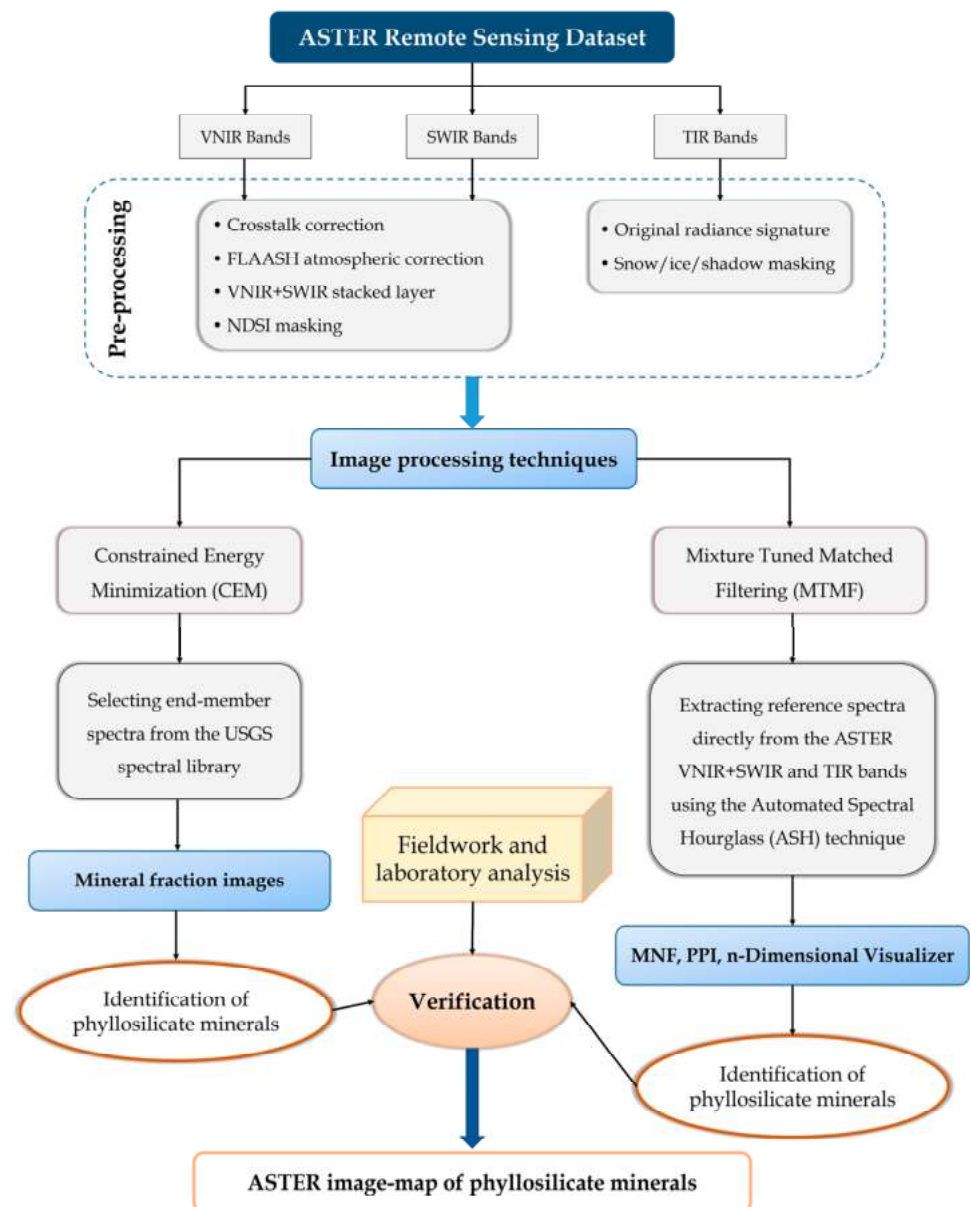 ASTER Remote Sensing Dataset
VNIR Bands
SWIR Bands
TIR Bands
Pre-processing
• Crosstalk correction
• FLAASH atmospheric correction
• VNIR+SWIR stacked layer
• NDSI masking
• Original radiance signature
• Snow/ice/shadow masking
Image processing techniques
Constrained Energy
Minimization (CEM)
Mixture Tuned Matched
Filtering (MTMF)
Selecting end-member
spectra from the USGS
spectral library
Extracting reference spectra
directly from the ASTER
VNIR+SWIR and TIR bands
using the Automated Spectral
Hourglass (ASH) technique
Mineral fraction images
Fieldwork and
laboratory analysis
MNF, PPI, n-Dimensional Visualizer
Identification of
phyllosilicate minerals
Verification
Identification of
phyllosilicate minerals
ASTER image-map of phyllosilicate minerals